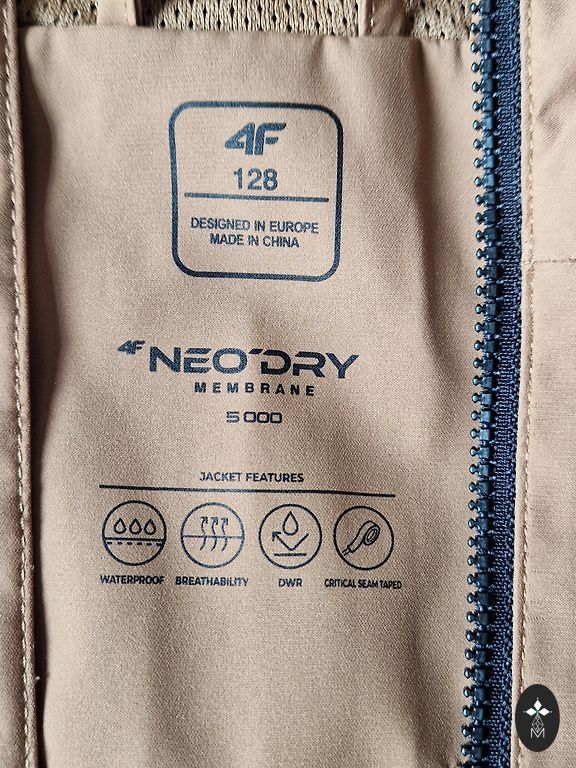 4F
128
DESIGNED IN EUROPE
MADE IN CHINA
4F NEO'DRY
MEMBRANE
5 000
JACKET FEATURES
WATERPROOF BREATHABILITY DWR CRITICAL SEAM TAPED
M